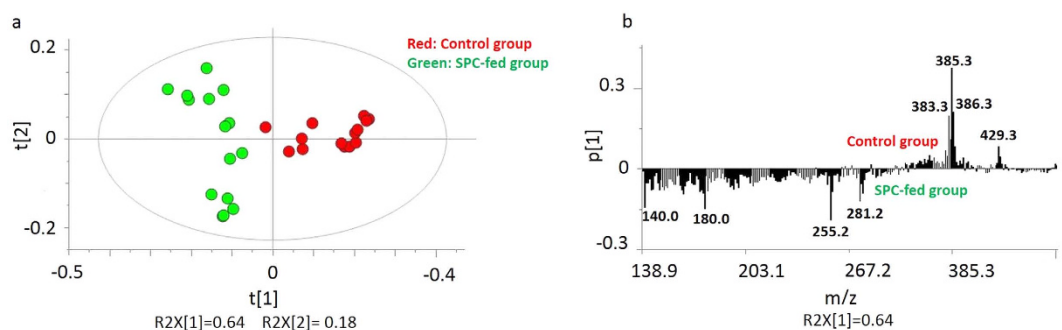 a
Red: Control group
Green: SPC-fed group
t[2]
0.2
0
-0.2
-0.5
0
-0.4
t[1]
R2X[1]=0.64 R2X[2]= 0.18
b
p[1]
0.3
0
-0.3
385.3
383.3
386.3
429.3
Control group
SPC-fed group
140.0
180.0
255.2
281.2
138.9
203.1
267.2
385.3
m/z
R2X[1]=0.64